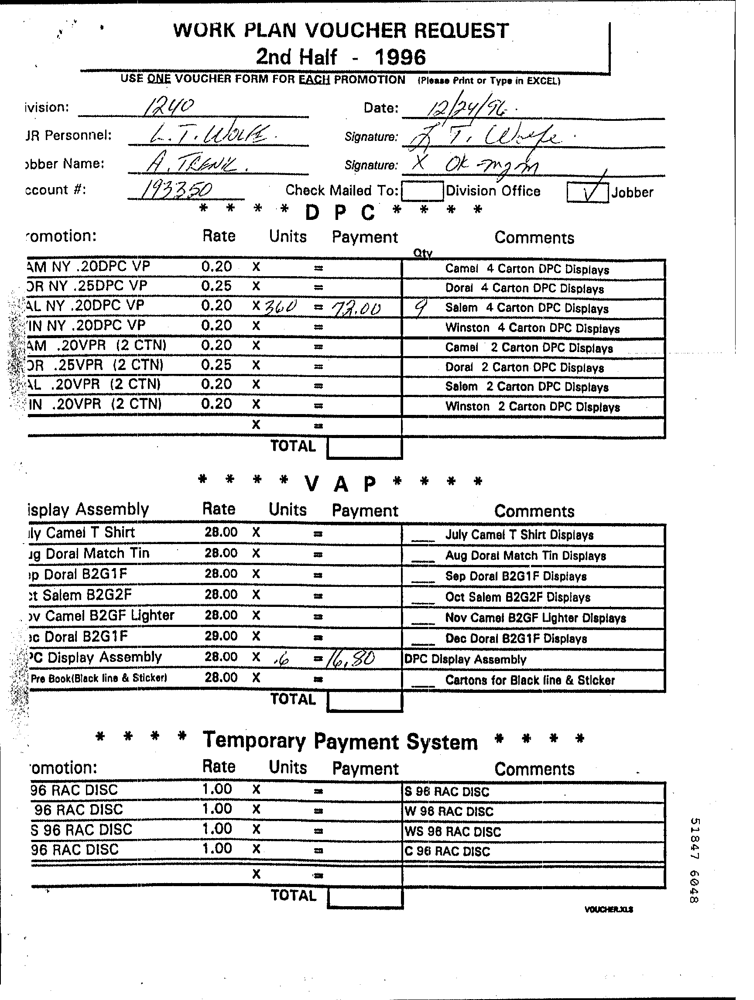 WORK PLAN VOUCHER REQUEST
2nd Half - 1996
USE ONE VOUCHER FORM FOR EACH PROMOTION (Please Print or Type in EXCEL)
ivision: 1240 Date: 12/24/96.
JR Personnel: L. T. Wolfe. Signature: L T. Wolfe.
obber Name: A. Signature: X OK mgm
ccount #: 193350 Check Mailed To: Division Office √ Jobber
* * * * D P C * * * *
romotion: Rate Units Payment Qty Comments
AM NY .20DPC VP 0.20 X = Camel 4 Carton DPC Displays
OR NY .25DPC VP 0.25 X = Doral 4 Carton DPC Displays
AL NY .20DPC VP 0.20 X 360 = 72.00 9 Salem 4 Carton DPC Displays
IN NY .20DPC VP 0.20 X = Winston 4 Carton DPC Displays
AM .20VPR (2 CTN) 0.20 X = Camel 2 Carton DPC Displays
OR .25VPR (2 CTN) 0.25 X = Doral 2 Carton DPC Displays
AL .20VPR (2 CTN) 0.20 X = Salem 2 Carton DPC Displays
IN .20VPR (2 CTN) 0.20 X = Winston 2 Carton DPC Displays
X =
TOTAL
* * * * V A P * * * *
isplay Assembly Rate Units Payment Comments
ily Camel T Shirt 28.00 X = ___ July Camel T Shirt Displays
ug Doral Match Tin 28.00 X = ___ Aug Doral Match Tin Displays
ep Doral B2G1F 28.00 X = ___ Sep Doral B2G1F Displays
ct Salem B2G2F 28.00 X = ___ Oct Salem B2G2F Displays
ov Camel B2GF Lighter 28.00 X = ___ Nov Camel B2GF Lighter Displays
ec Doral B2G1F 29.00 X = ___ Dec Doral B2G1F Displays
PC Display Assembly 28.00 X .6 = 16.80 DPC Display Assembly
Pre Book(Black line & Sticker) 28.00 X = ___ Cartons for Black line & Sticker
TOTAL
* * * * Temporary Payment System * * * *
omotion: Rate Units Payment Comments
96 RAC DISC 1.00 X = S 96 RAC DISC
96 RAC DISC 1.00 X = W 96 RAC DISC
S 96 RAC DISC 1.00 X = WS 96 RAC DISC
96 RAC DISC 1.00 X = C 96 RAC DISC
X =
TOTAL
VOUCHER.XLS
51847 6048